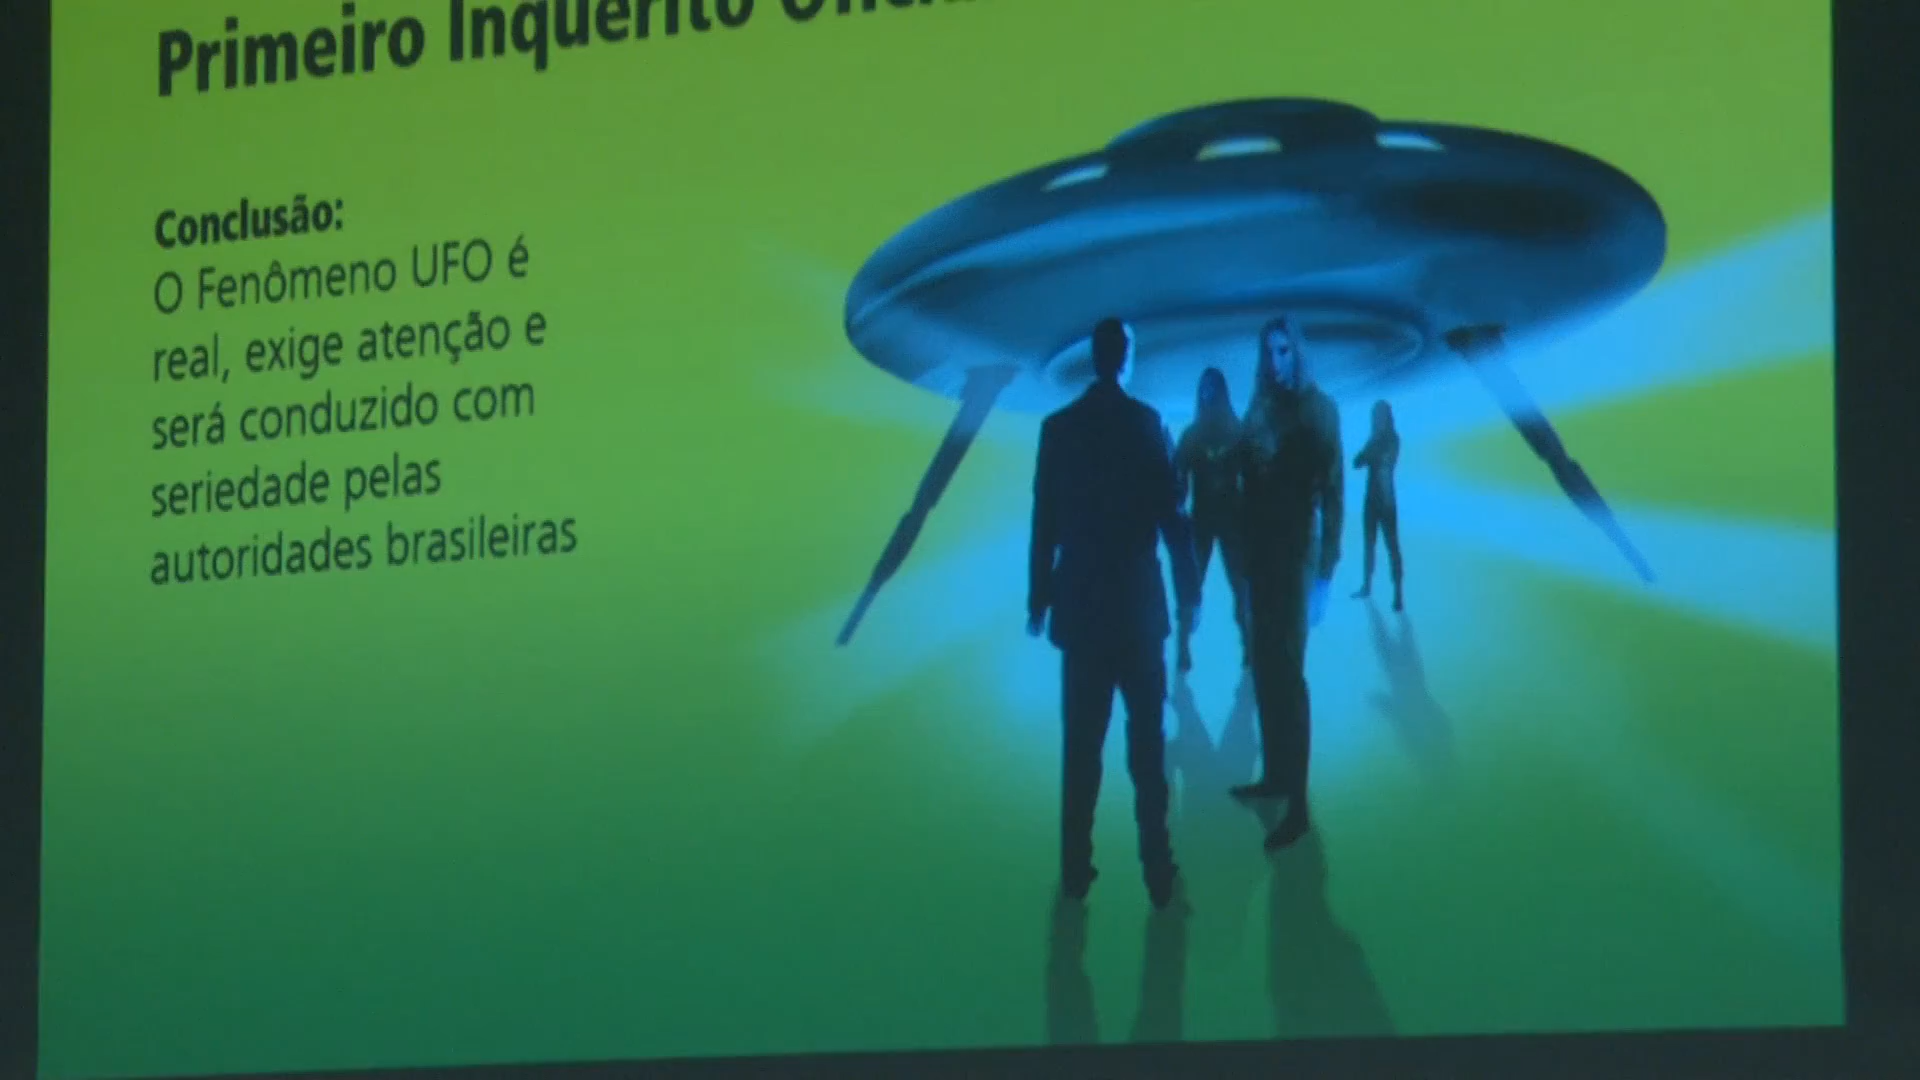 Primeiro Inquérito
Conclusão:
O Fenômeno UFO é
real, exige atenção e
será conduzido com
seriedade pelas
autoridades brasileiras